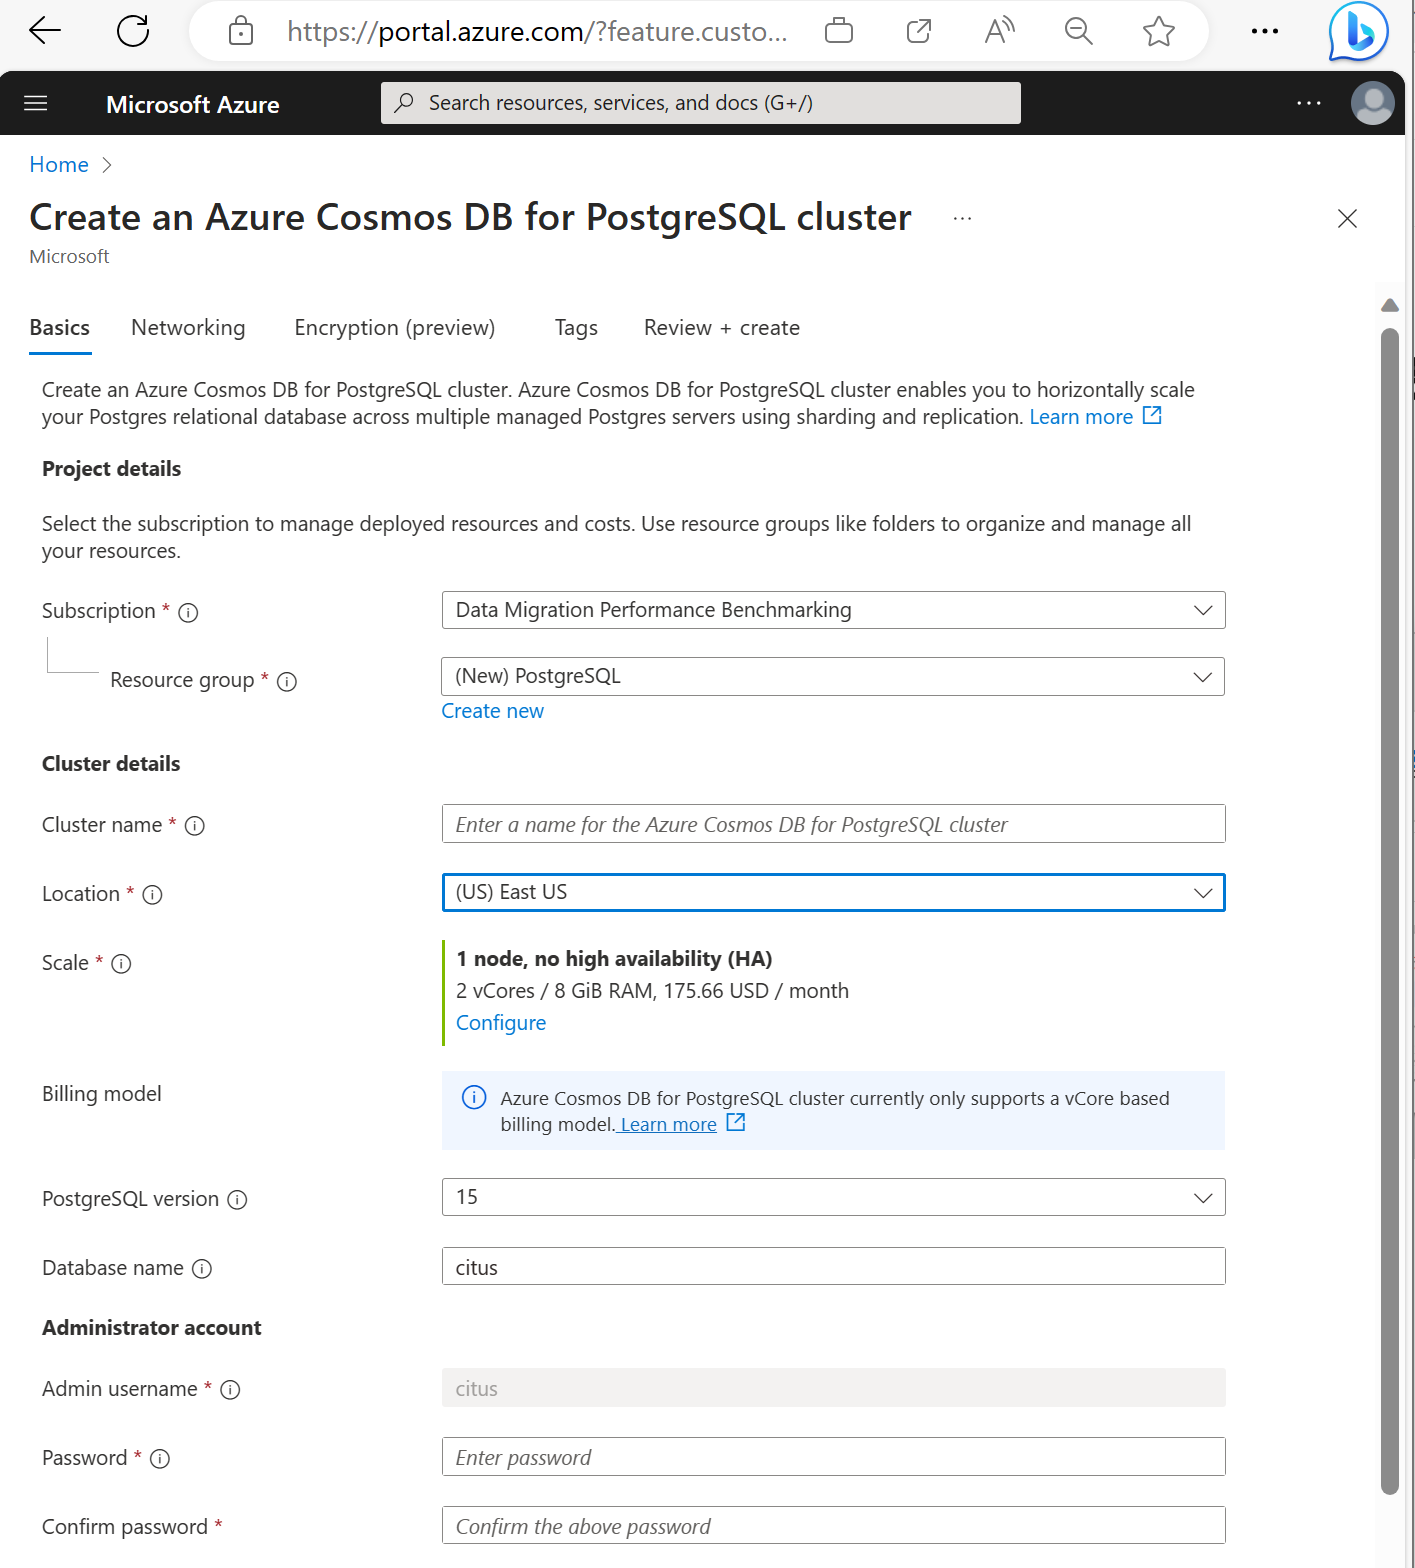 https://portal.azure.com/?feature.custo...
Microsoft Azure
Search resources, services, and docs (G+/)
Home
Create an Azure Cosmos DB for PostgreSQL cluster
Microsoft
Basics Networking Encryption (preview) Tags Review + create
Create an Azure Cosmos DB for PostgreSQL cluster. Azure Cosmos DB for PostgreSQL cluster enables you to horizontally scale
your Postgres relational database across multiple managed Postgres servers using sharding and replication. Learn more
Project details
Select the subscription to manage deployed resources and costs. Use resource groups like folders to organize and manage all
your resources.
Subscription * Data Migration Performance Benchmarking
Resource group * (New) PostgreSQL
Create new
Cluster details
Cluster name * Enter a name for the Azure Cosmos DB for PostgreSQL cluster
Location * (US) East US
Scale * 1 node, no high availability (HA)
2 vCores / 8 GiB RAM, 175.66 USD / month
Configure
Billing model Azure Cosmos DB for PostgreSQL cluster currently only supports a vCore based
billing model. Learn more
PostgreSQL version 15
Database name citus
Administrator account
Admin username * citus
Password * Enter password
Confirm password * Confirm the above password